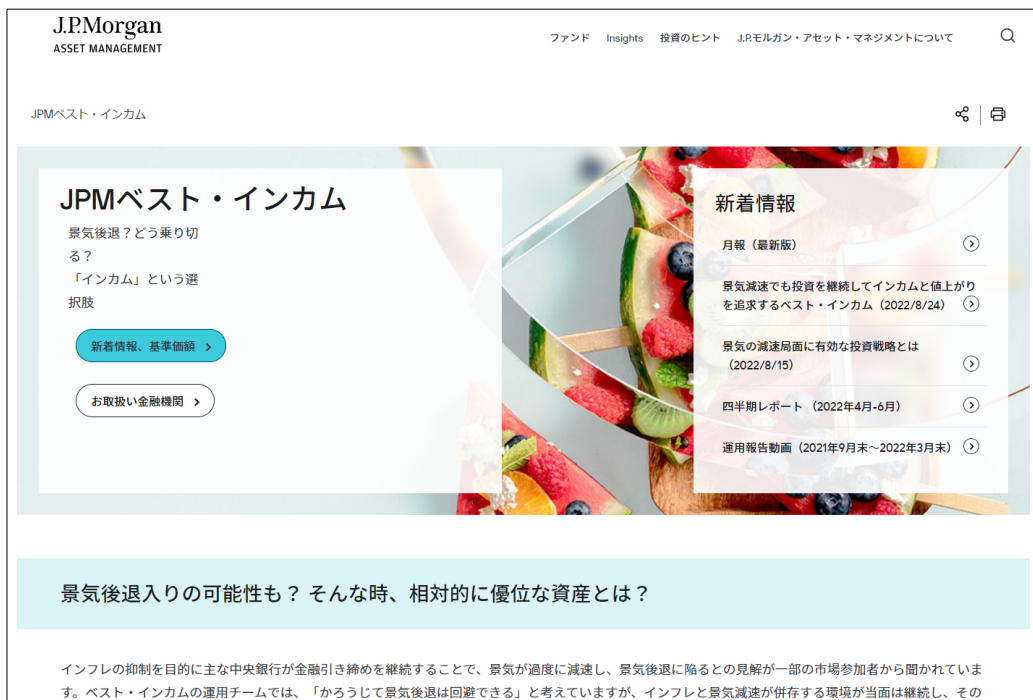 J.P.Morgan
ASSET MANAGEMENT
ファンド Insights 投資のヒント J.P.モルガン・アセット・マネジメントについて
JPMベスト・インカム
JPMベスト・インカム
景気後退？どう乗り切
る？
「インカム」という選
択肢
新着情報、基準価額
お取扱い金融機関
新着情報
月報（最新版）
景気減速でも投資を継続してインカムと値上がり
を追求するベスト・インカム（2022/8/24）
景気の減速局面に有効な投資戦略とは
（2022/8/15）
四半期レポート （2022年4月-6月）
運用報告動画（2021年9月末～2022年3月末）
景気後退入りの可能性も？ そんな時、相対的に優位な資産とは？
インフレの抑制を目的に主な中央銀行が金融引き締めを継続することで、景気が過度に減速し、景気後退に陥るとの見解が一部の市場参加者から聞かれていま
す。ベスト・インカムの運用チームでは、「かろうじて景気後退は回避できる」と考えていますが、インフレと景気減速が併存する環境が当面は継続し、その